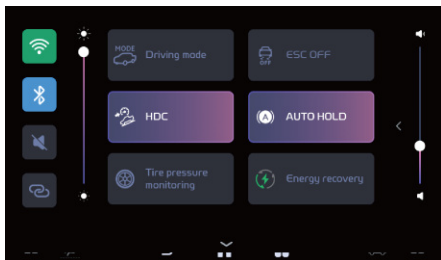 MODE
Driving mode
ESC OFF
OFF
HDC
A
AUTO HOLD
Tire pressure
monitoring
Energy recovery